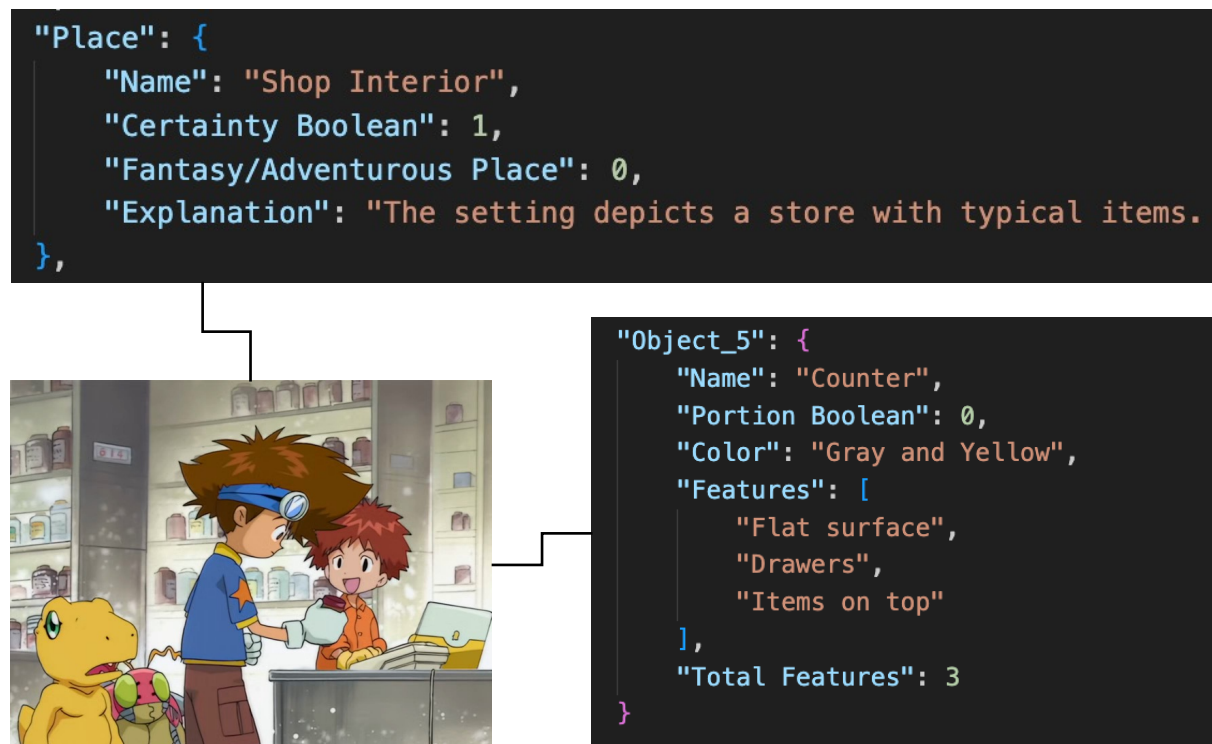 "Place": {
"Name": "Shop Interior",
"Certainty Boolean": 1,
"Fantasy/Adventurous Place": 0,
"Explanation": "The setting depicts a store with typical items.
},
"Object_5": {
"Name": "Counter",
"Portion Boolean": 0,
"Color": "Gray and Yellow",
"Features": [
"Flat surface",
"Drawers",
"Items on top"
],
"Total Features": 3
}